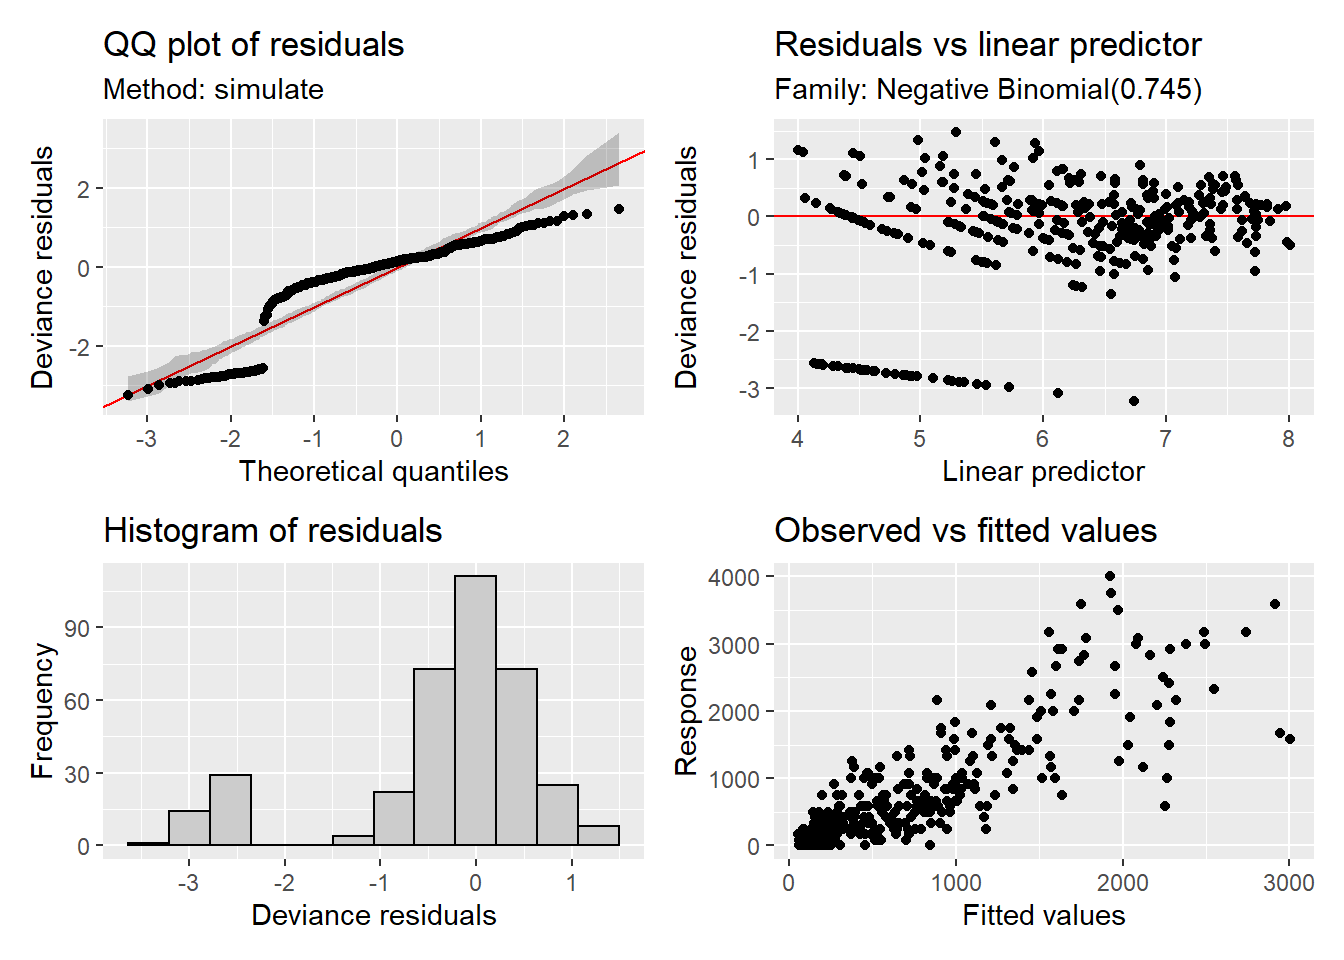 QQ plot of residuals
Method: simulate
Deviance residuals
2
0
-2
-3
-2
-1
0
1
2
Theoretical quantiles
Residuals vs linear predictor
Family: Negative Binomial(0.745)
Deviance residuals
1
0
-1
-2
-3
4
5
6
7
8
Linear predictor
Histogram of residuals
Frequency
90
60
30
0
-3
-2
-1
0
1
Deviance residuals
Observed vs fitted values
Response
4000
3000
2000
1000
0
0
1000
2000
3000
Fitted values